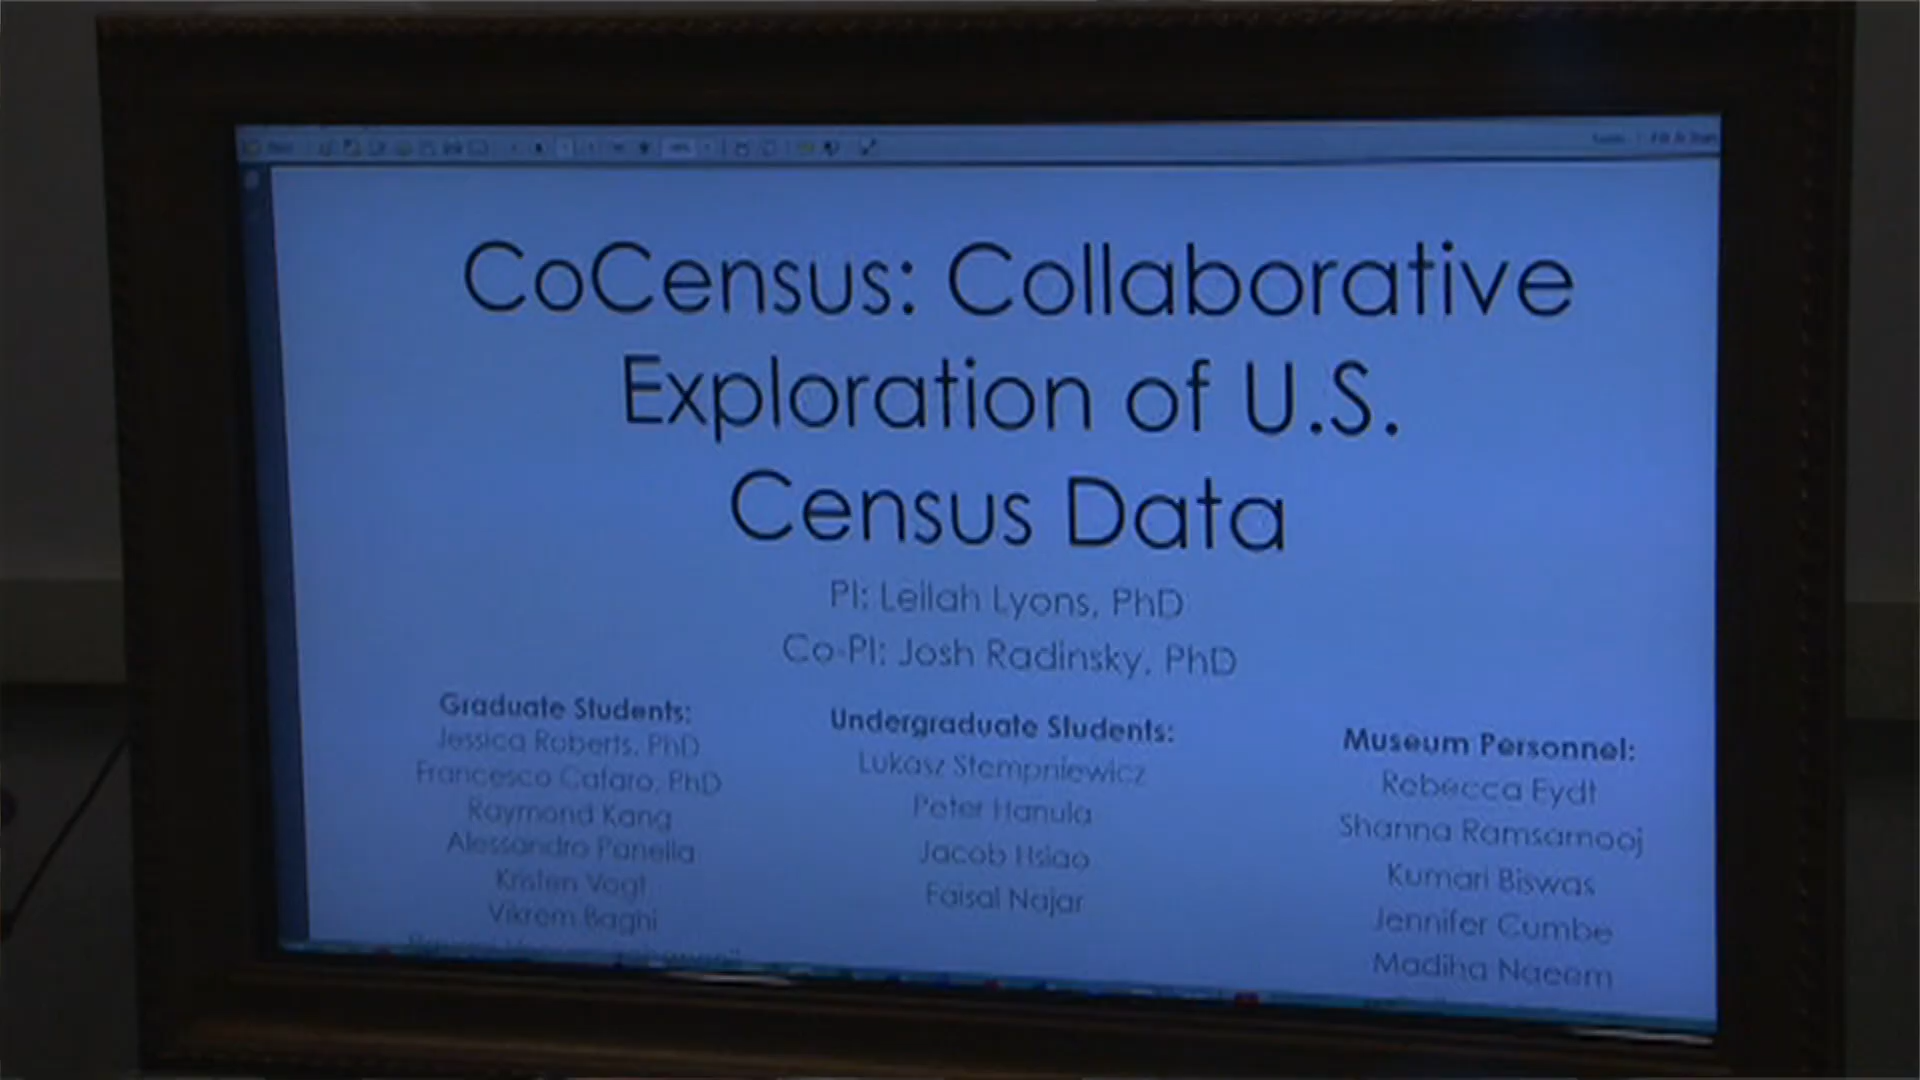 CoCensus: Collaborative
Exploration of U.S.
Census Data
PI: Leilah Lyons, PhD
Co-PI: Josh Radinsky, PhD
Graduate Students:
Jessica Roberts, PhD
Francesco Cafaro, PhD
Raymond Kang
Alessandro Panella
Kristen Vogt
Vikram Baghi
Undergraduate Students:
Lukasz Stempniewicz
Peter Hanula
Jacob Hsiao
Faisal Najar
Museum Personnel:
Rebecca Eydt
Shanna Ramsarnooj
Kumari Biswas
Jennifer Cumbe
Madiha Naeem